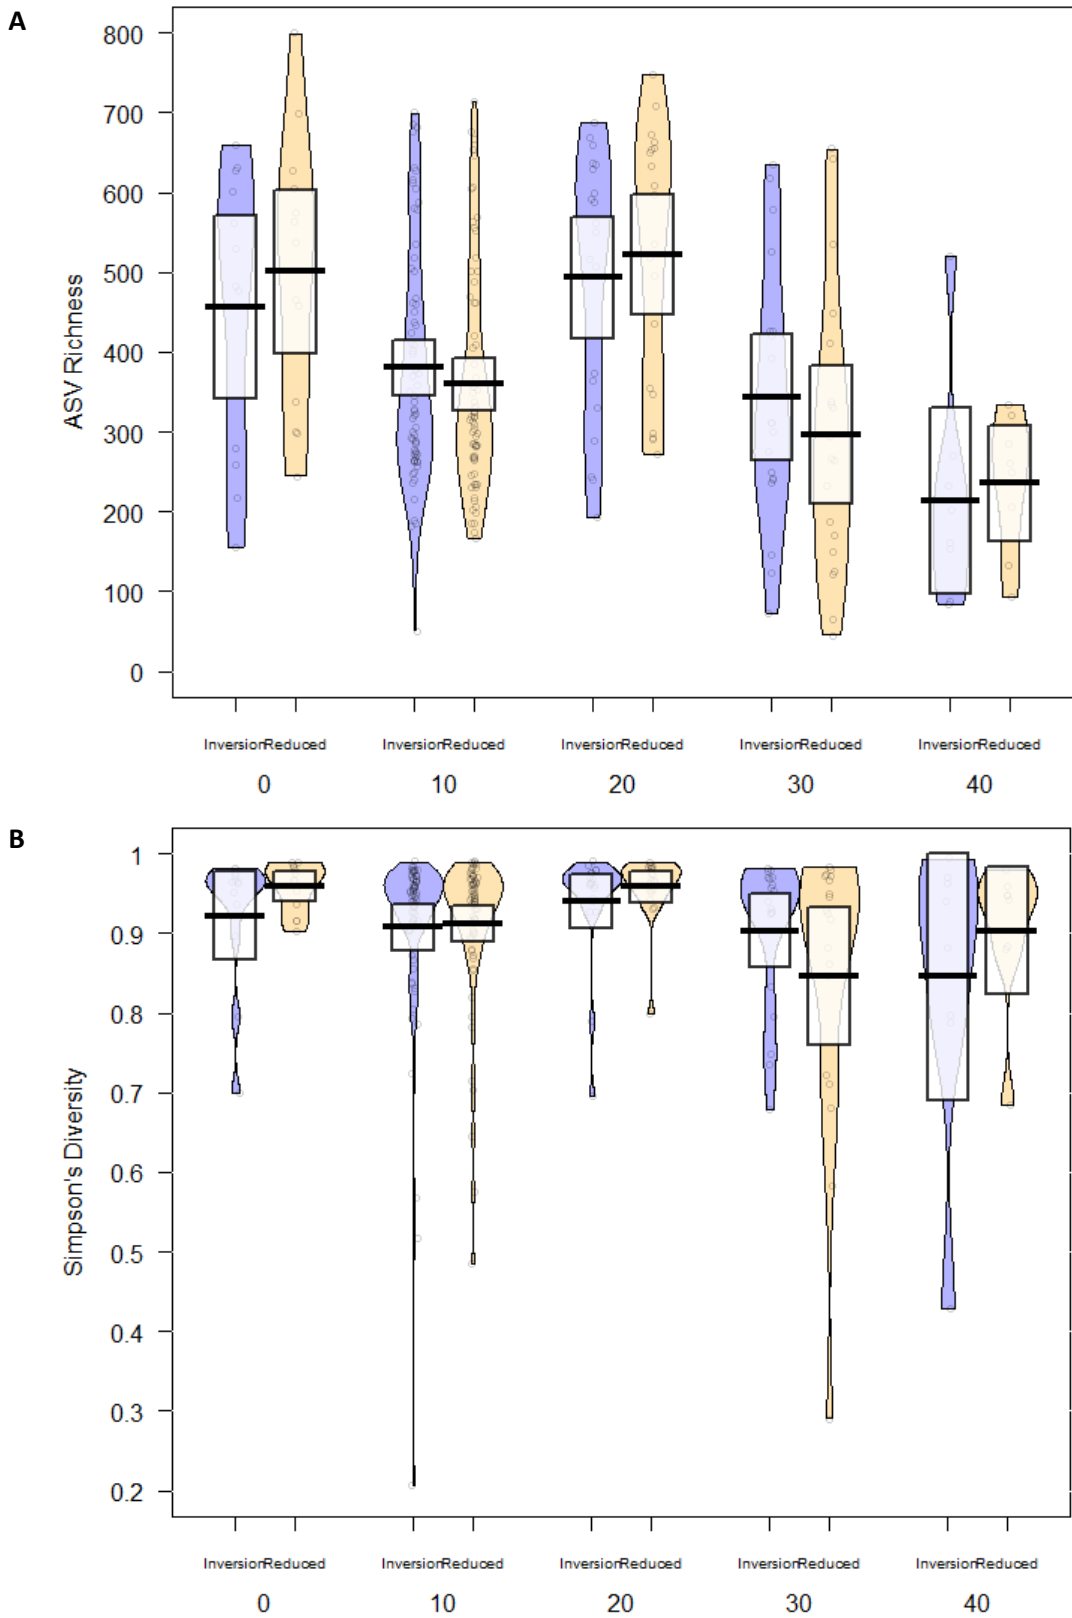 A
800
700
600
500
400
300
200
100
0
ASV Richness
InversionReduced InversionReduced InversionReduced InversionReduced InversionReduced
0 10 20 30 40
B
1
0.9
0.8
0.7
0.6
0.5
0.4
0.3
0.2
Simpson's Diversity
InversionReduced InversionReduced InversionReduced InversionReduced InversionReduced
0 10 20 30 40